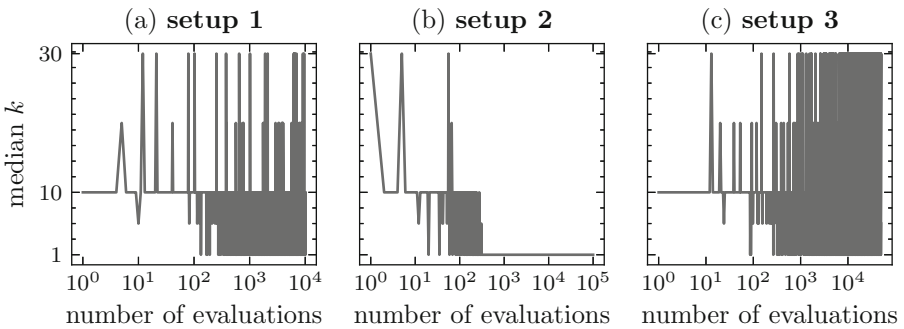 (a) setup 1
(b) setup 2
(c) setup 3
median k
30
10
1
10^0 10^1 10^2 10^3 10^4
10^0 10^1 10^2 10^3 10^4 10^5
10^0 10^1 10^2 10^3 10^4
number of evaluations
number of evaluations
number of evaluations